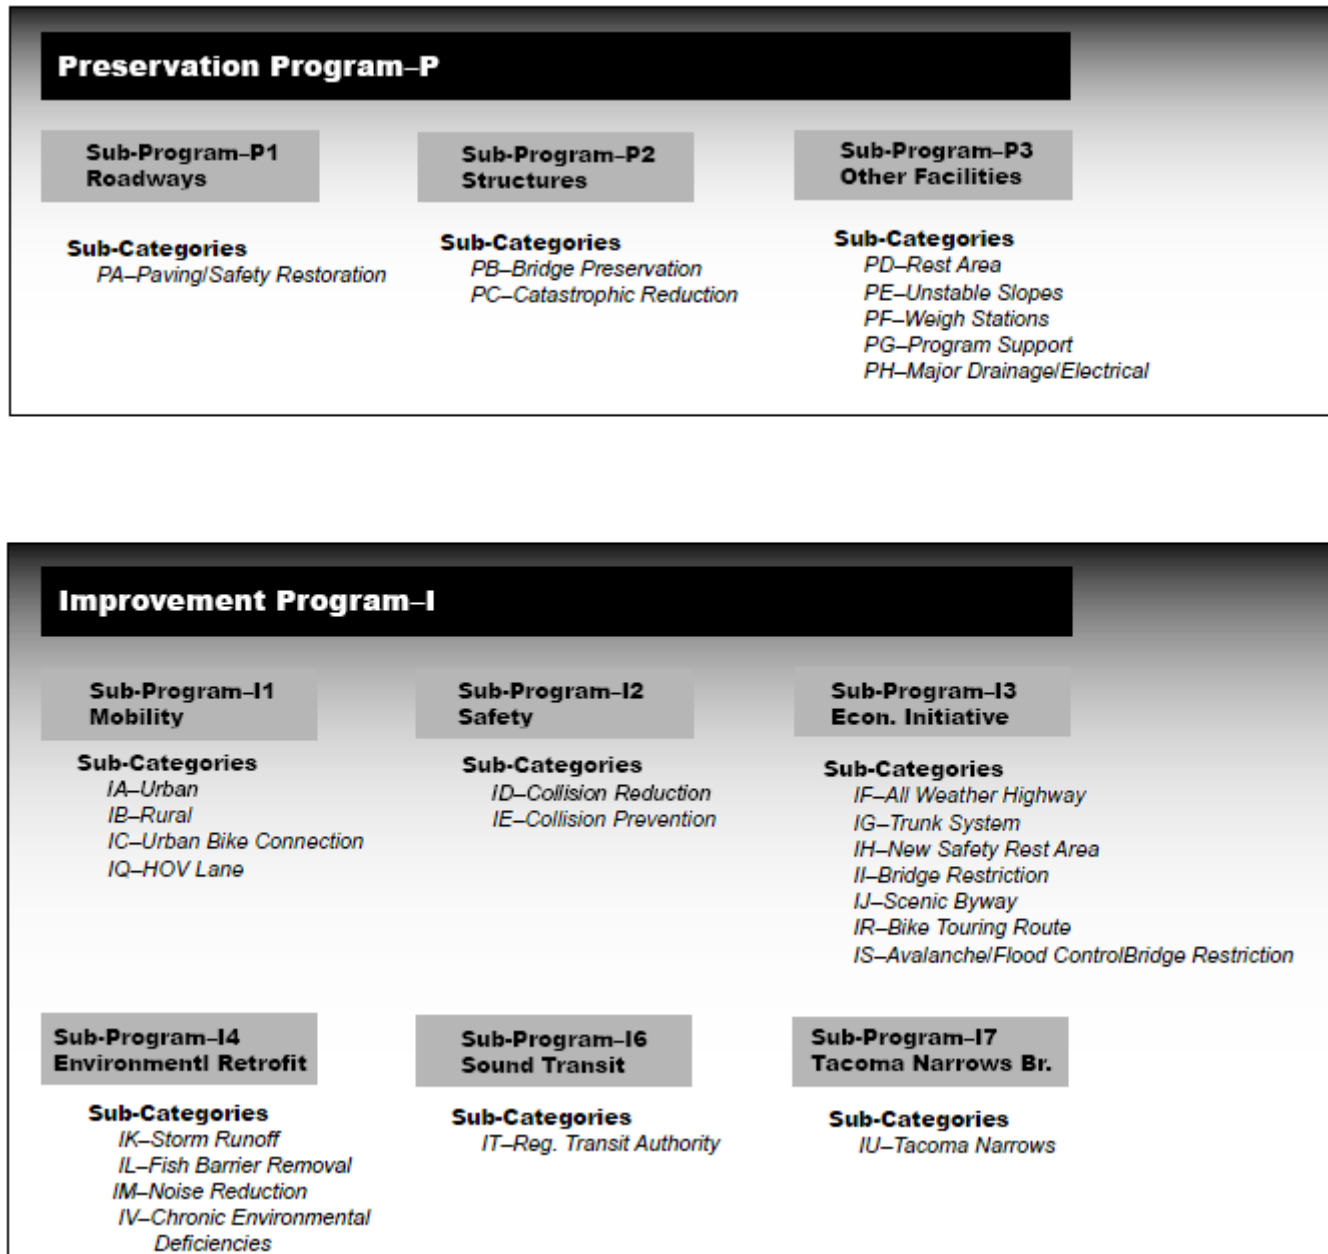 Preservation Program–P
Sub-Program–P1
Roadways
Sub-Categories
PA–Paving/Safety Restoration
Sub-Program–P2
Structures
Sub-Categories
PB–Bridge Preservation
PC–Catastrophic Reduction
Sub-Program–P3
Other Facilities
Sub-Categories
PD–Rest Area
PE–Unstable Slopes
PF–Weigh Stations
PG–Program Support
PH–Major Drainage/Electrical
Improvement Program–I
Sub-Program–I1
Mobility
Sub-Categories
IA–Urban
IB–Rural
IC–Urban Bike Connection
IQ–HOV Lane
Sub-Program–I2
Safety
Sub-Categories
ID–Collision Reduction
IE–Collision Prevention
Sub-Program–I3
Econ. Initiative
Sub-Categories
IF–All Weather Highway
IG–Trunk System
IH–New Safety Rest Area
II–Bridge Restriction
IJ–Scenic Byway
IR–Bike Touring Route
IS–Avalanche/Flood ControlBridge Restriction
Sub-Program–I4
Environmentl Retrofit
Sub-Categories
IK–Storm Runoff
IL–Fish Barrier Removal
IM–Noise Reduction
IV–Chronic Environmental
Deficiencies
Sub-Program–I6
Sound Transit
Sub-Categories
IT–Reg. Transit Authority
Sub-Program–I7
Tacoma Narrows Br.
Sub-Categories
IU–Tacoma Narrows